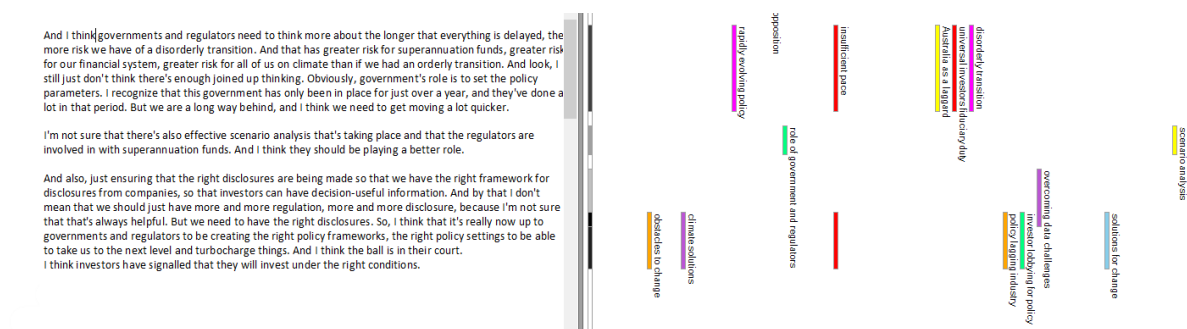 And I think governments and regulators need to think more about the longer that everything is delayed, the
more risk we have of a disorderly transition. And that has greater risk for superannuation funds, greater risk
for our financial system, greater risk for all of us on climate than if we had an orderly transition. And look, I
still just don't think there's enough joined up thinking. Obviously, government's role is to set the policy
parameters. I recognize that this government has only been in place for just over a year, and they've done a
lot in that period. But we are a long way behind, and I think we need to get moving a lot quicker.
I'm not sure that there's also effective scenario analysis that's taking place and that the regulators are
involved in with superannuation funds. And I think they should be playing a better role.
And also, just ensuring that the right disclosures are being made so that we have the right framework for
disclosures from companies, so that investors can have decision-useful information. And by that I don't
mean that we should just have more and more regulation, more and more disclosure, because I'm not sure
that that's always helpful. But we need to have the right disclosures. So, I think that it's really now up to
governments and regulators to be creating the right policy frameworks, the right policy settings to be able
to take us to the next level and turbocharge things. And I think the ball is in their court.
I think investors have signalled that they will invest under the right conditions.
obstacles to change
climate solutions
rapidly evolving policy
opposition
role of government and regulators
insufficient pace
Australia as a laggard
universal investors fiduciary duty
disorderly transition
policy lagging industry
investor lobbying for policy
overcoming data challenges
solutions for change
scenario analysis